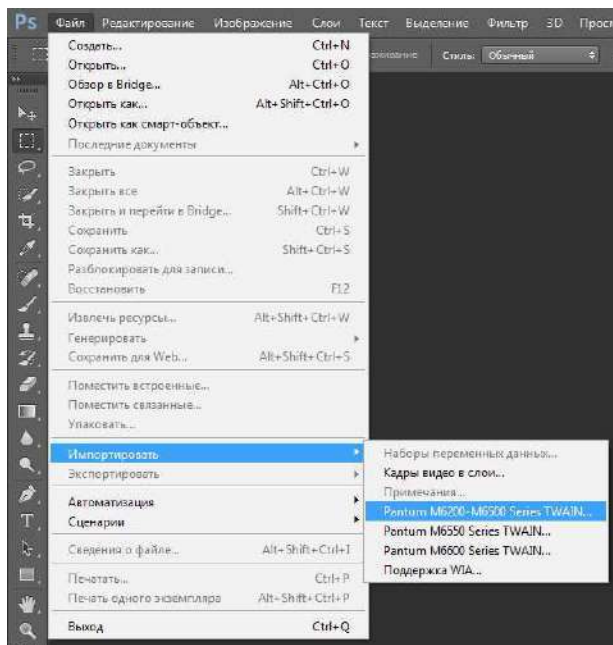 Ps Файл Редактирование Изображение Слои Текст Выделение Фильтр 3D Прос
Стиль: Обычный
Создать... Ctrl+N
Открыть... Ctrl+O
Обзор в Bridge... Alt+Ctrl+O
Открыть как... Alt+Shift+Ctrl+O
Открыть как смарт-объект...
Последние документы
Закрыть Ctrl+W
Закрыть все Alt+Ctrl+W
Закрыть и перейти в Bridge... Shift+Ctrl+W
Сохранить Ctrl+S
Сохранить как... Shift+Ctrl+S
Разблокировать для записи...
Восстановить F12
Извлечь ресурсы... Alt+Shift+Ctrl+W
Генерировать
Сохранить для Web... Alt+Shift+Ctrl+S
Поместить встроенные...
Поместить связанные...
Упаковать...
Импортировать
Экспортировать
Автоматизация
Сценарии
Сведения о файле... Alt+Shift+Ctrl+I
Печатать... Ctrl+P
Печать одного экземпляра Alt+Shift+Ctrl+P
Выход Ctrl+Q
Наборы переменных данных...
Кадры видео в слои...
Примечания...
Pantum M6200-M6500 Series TWAIN...
Pantum M6550 Series TWAIN...
Pantum M6600 Series TWAIN...
Поддержка WIA...